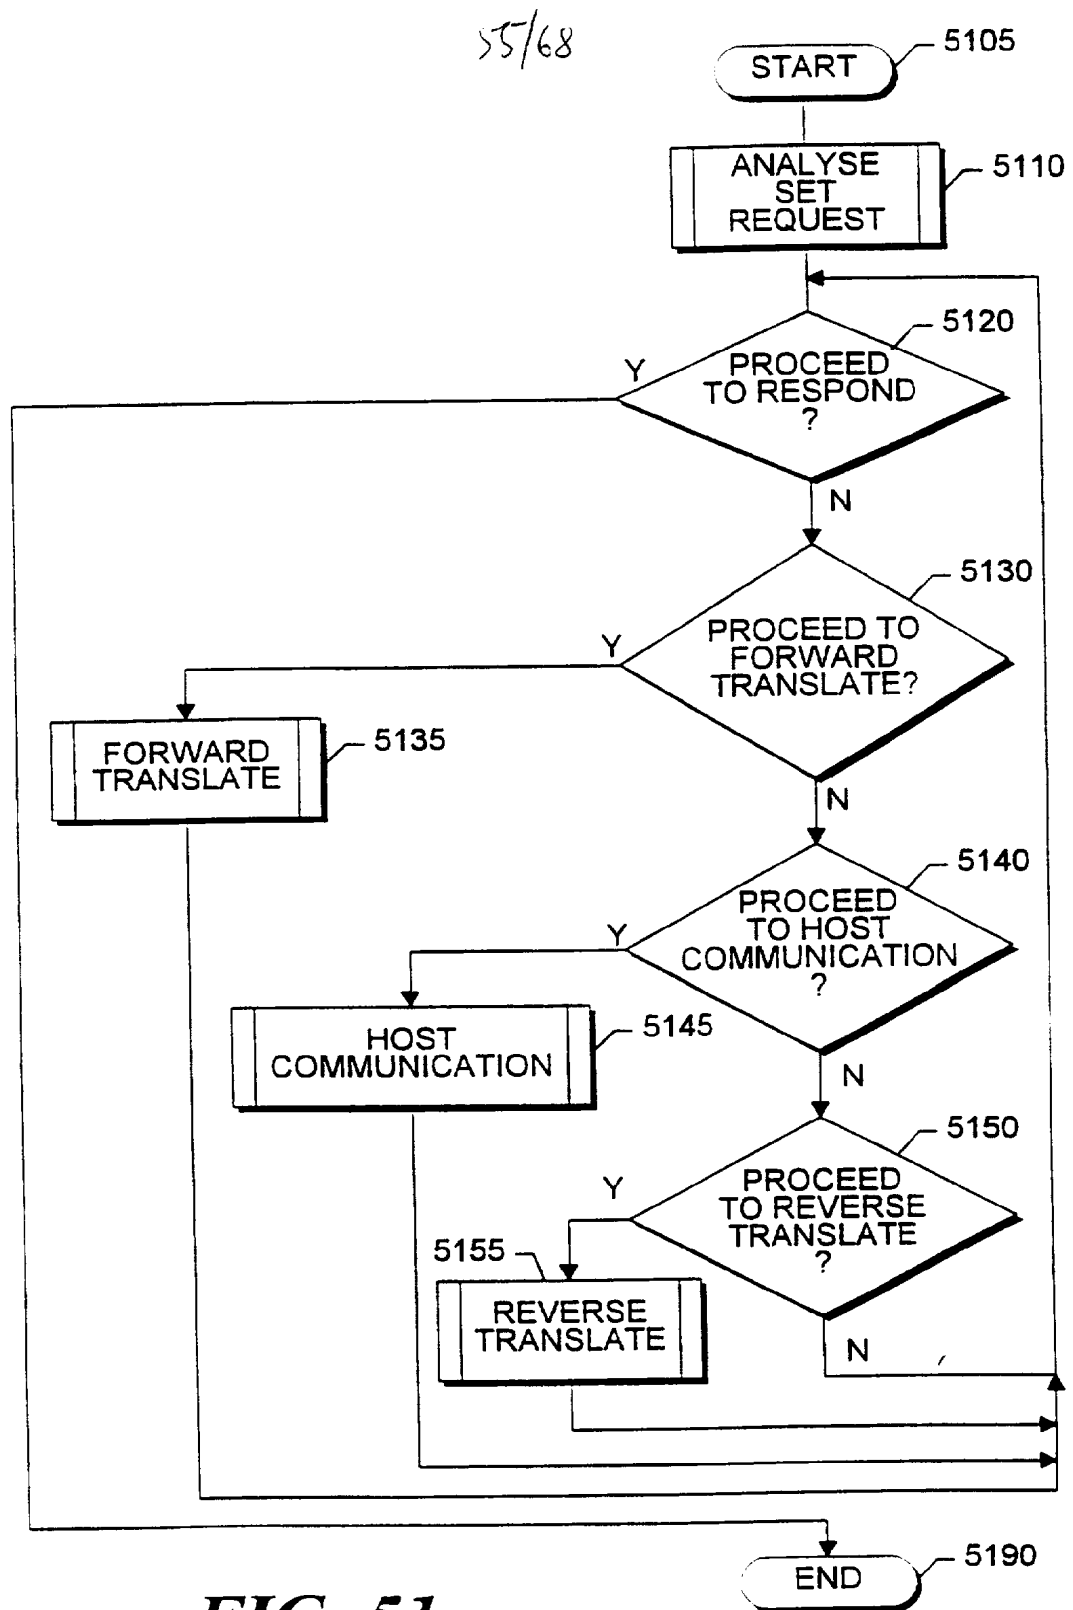 55/68
START
5105
ANALYSE
SET
REQUEST
5110
5120
Y
PROCEED
TO RESPOND
?
N
5130
Y
PROCEED TO
FORWARD
TRANSLATE?
N
FORWARD
TRANSLATE
5135
5140
Y
PROCEED
TO HOST
COMMUNICATION
?
N
HOST
COMMUNICATION
5145
5150
Y
PROCEED
TO REVERSE
TRANSLATE
?
N
5155
REVERSE
TRANSLATE
END
5190
FIG. 51